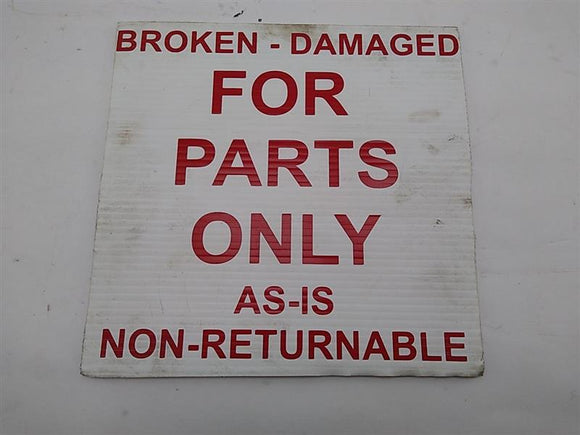 BROKEN - DAMAGED
FOR
PARTS
ONLY
AS-IS
NON-RETURNABLE